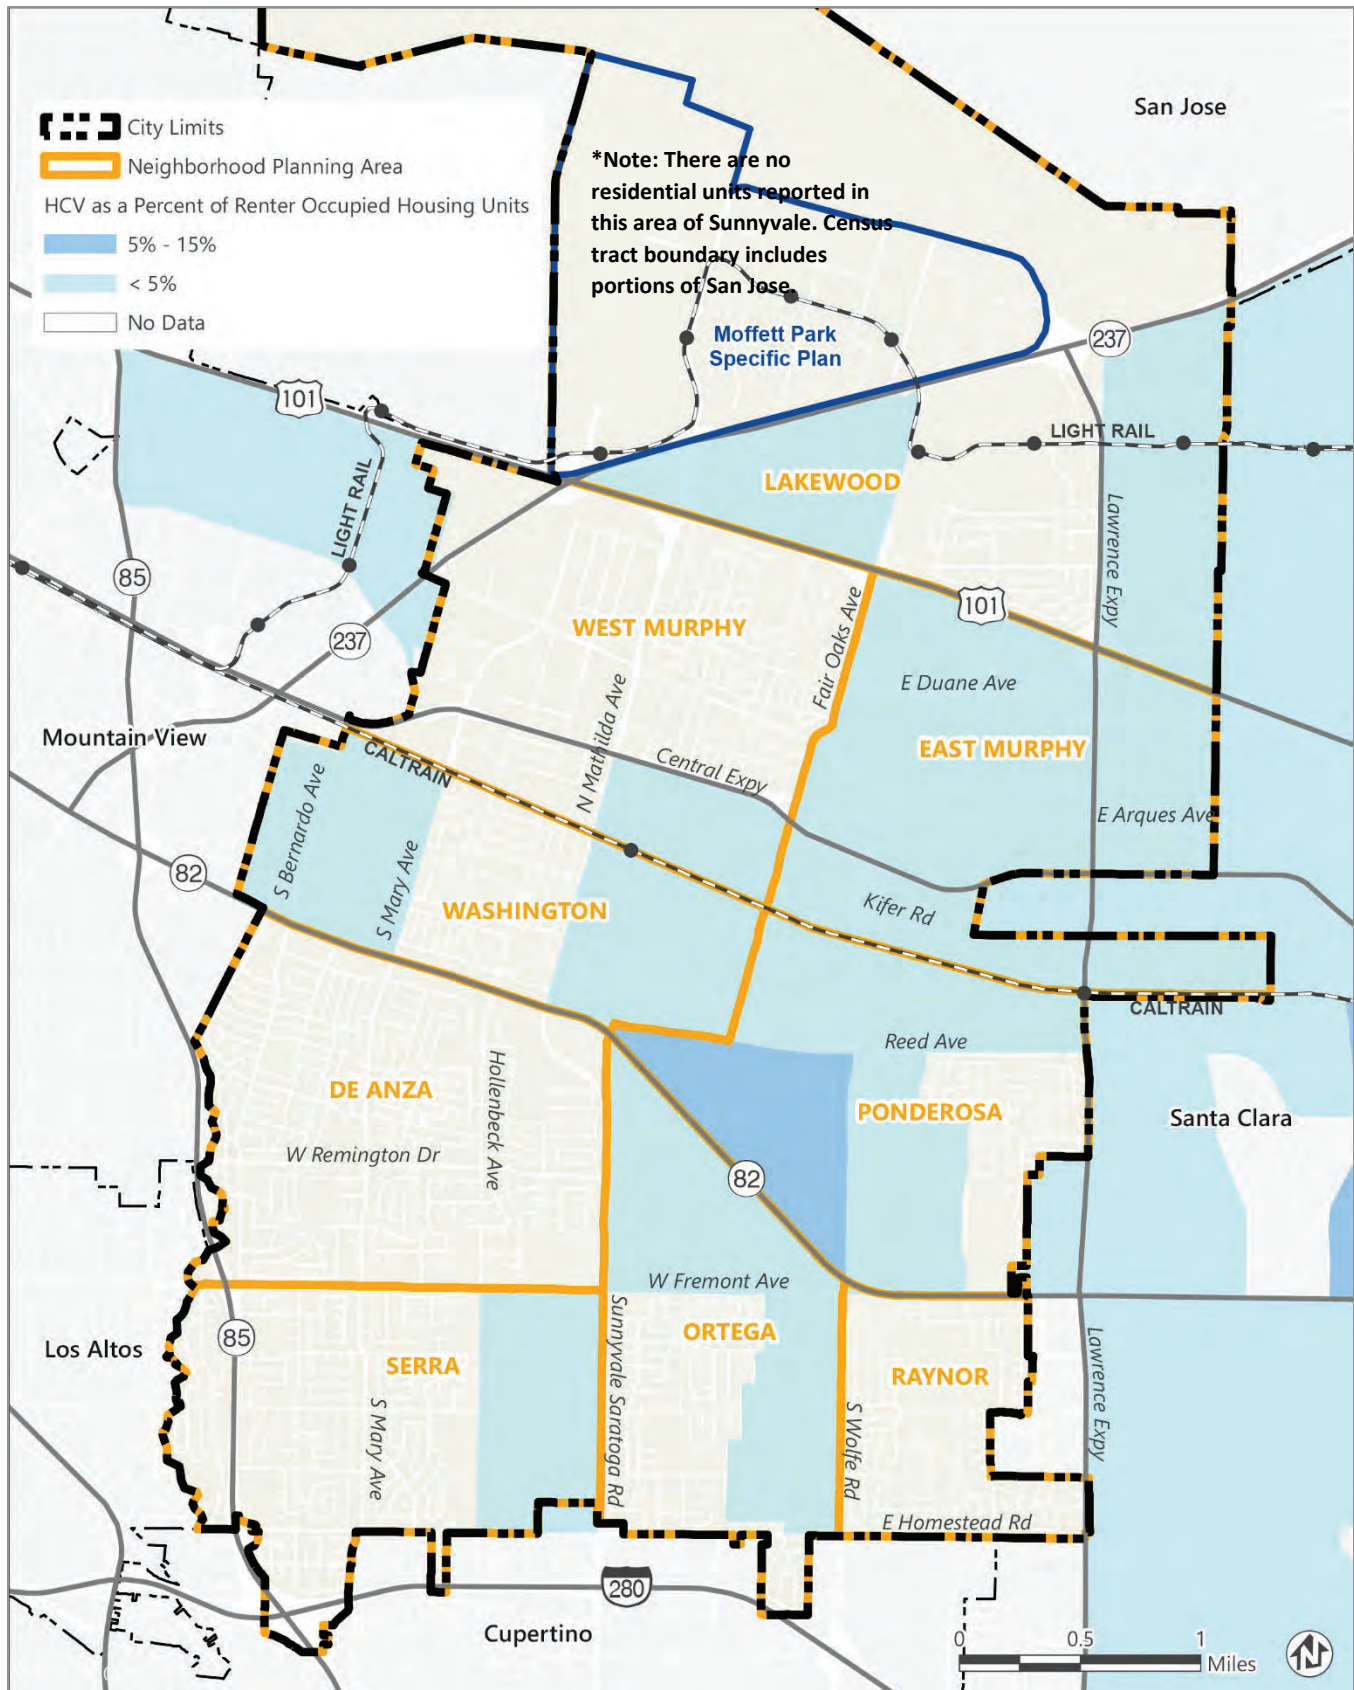 San Jose
City Limits
Neighborhood Planning Area
HCV as a Percent of Renter Occupied Housing Units
5% - 15%
< 5%
No Data
*Note: There are no
residential units reported in
this area of Sunnyvale. Census
tract boundary includes
portions of San Jose.
Moffett Park
Specific Plan
237
101
LIGHT RAIL
LIGHT RAIL
LAKEWOOD
Lawrence Expy
85
237
101
WEST MURPHY
Fair Oaks Ave
E Duane Ave
Mountain View
CALTRAIN
N Mathilda Ave
Central Expy
EAST MURPHY
E Arques Ave
S Bernardo Ave
82
S Mary Ave
WASHINGTON
Kifer Rd
CALTRAIN
Reed Ave
DE ANZA
Hollenbeck Ave
PONDEROSA
Santa Clara
W Remington Dr
82
W Fremont Ave
Los Altos
85
SERRA
Sunnyvale Saratoga Rd
ORTEGA
RAYNOR
Lawrence Expy
S Mary Ave
S Wolfe Rd
E Homestead Rd
280
Cupertino
0 0.5 1
Miles
N